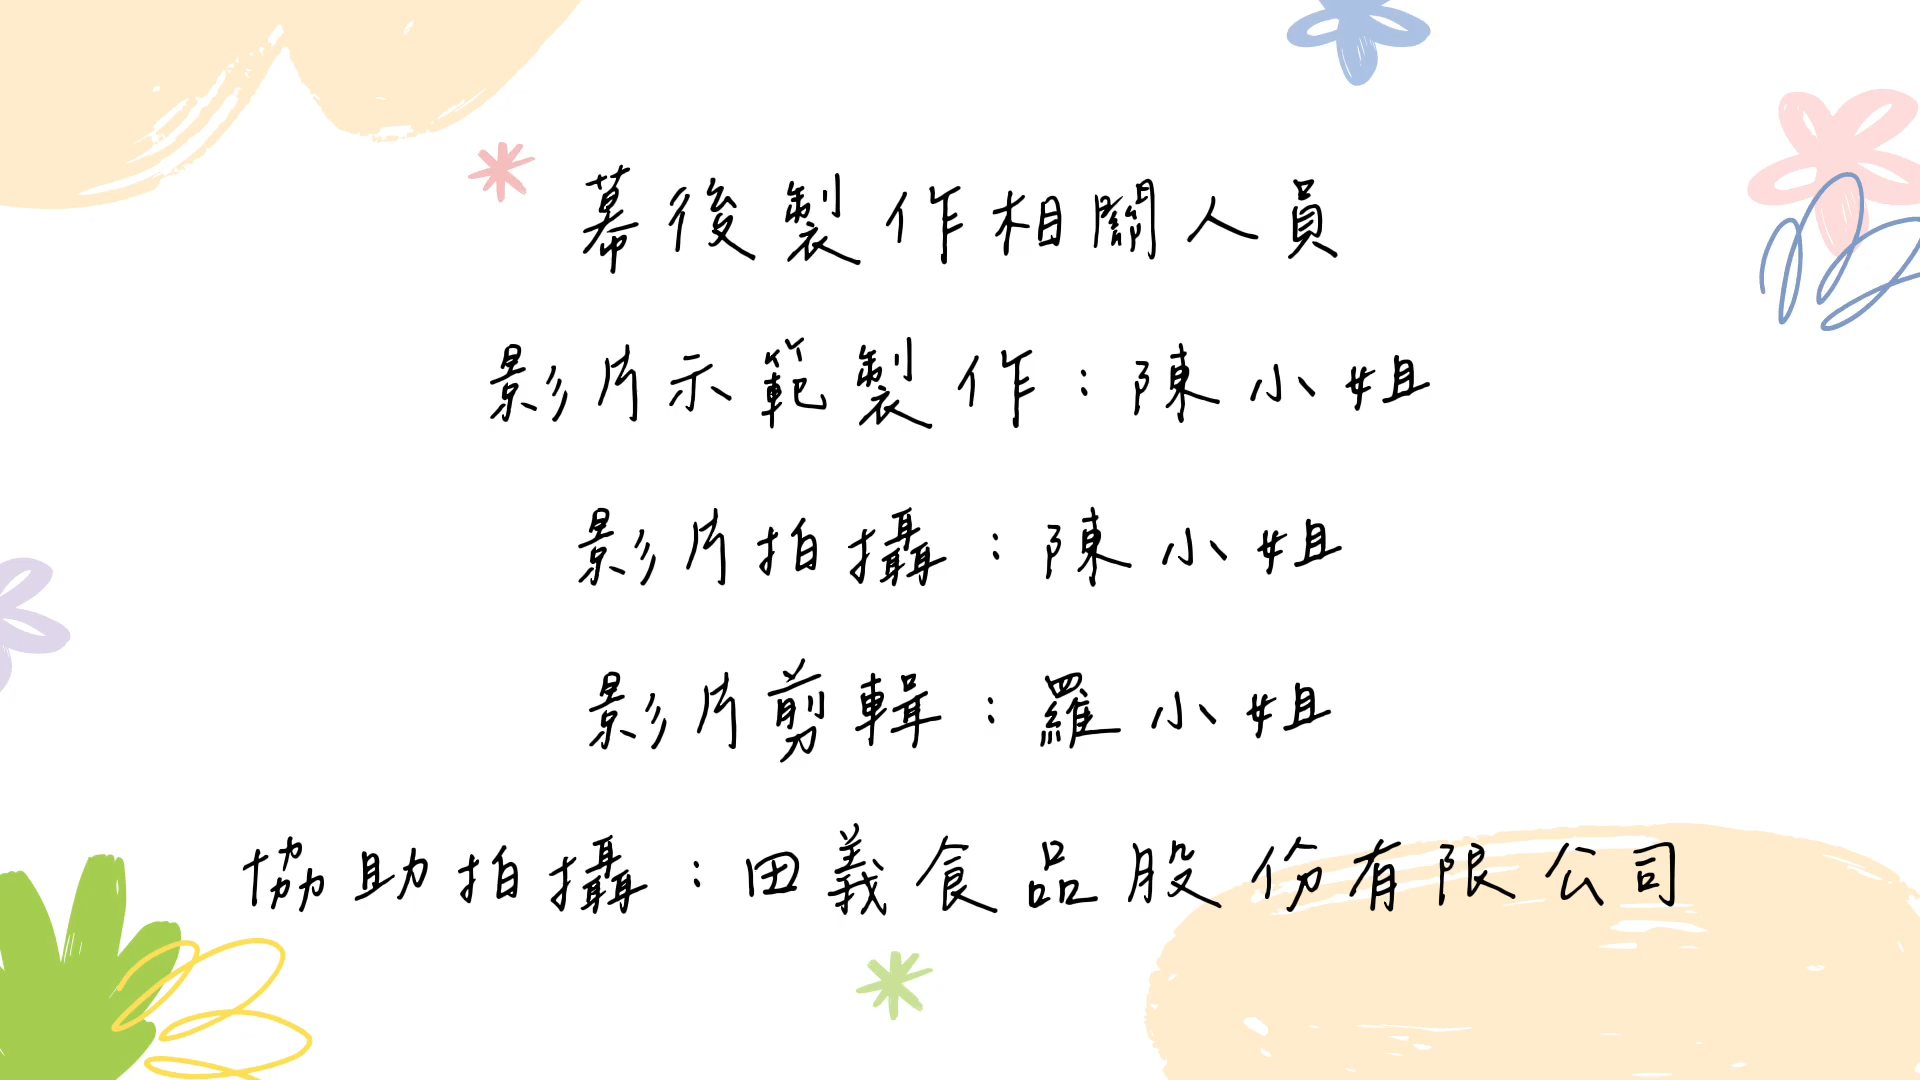 幕後製作相關人員
影片示範製作：陳小姐
影片拍攝：陳小姐
影片剪輯：羅小姐
協助拍攝：田義食品股份有限公司